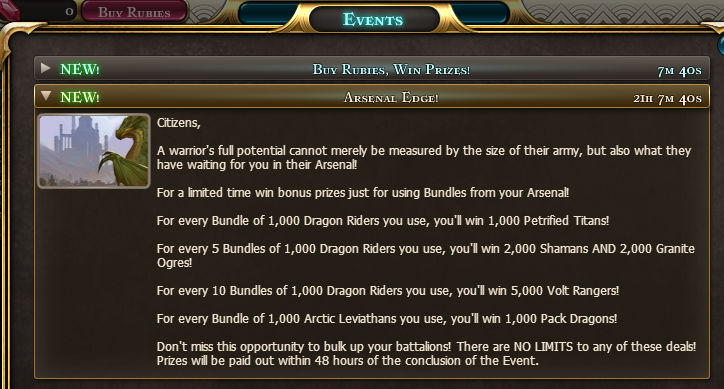 0 Buy Rubies
Events
NEW! Buy Rubies, Win Prizes! 7m 40s
NEW! Arsenal Edge! 21h 7m 40s
Citizens,
A warrior's full potential cannot merely be measured by the size of their army, but also what they
have waiting for you in their Arsenal!
For a limited time win bonus prizes just for using Bundles from your Arsenal!
For every Bundle of 1,000 Dragon Riders you use, you'll win 1,000 Petrified Titans!
For every 5 Bundles of 1,000 Dragon Riders you use, you'll win 2,000 Shamans AND 2,000 Granite
Ogres!
For every 10 Bundles of 1,000 Dragon Riders you use, you'll win 5,000 Volt Rangers!
For every Bundle of 1,000 Arctic Leviathans you use, you'll win 1,000 Pack Dragons!
Don't miss this opportunity to bulk up your battalions! There are NO LIMITS to any of these deals!
Prizes will be paid out within 48 hours of the conclusion of the Event.